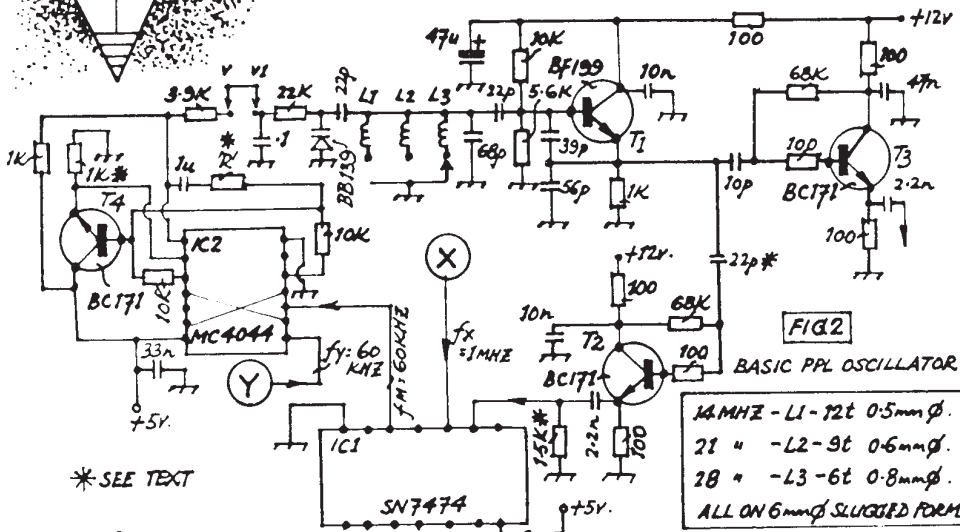 +12v
100
47u
+
10K
BF199
10n
T1
100
68K
47n
3.9K
V
V1
22K
22p
L1
L2
L3
22p
5.6K
39p
68p
.1
BB139
56p
1K
10p
10p
BC171
T3
2.2n
100
1K
1K*
1u
R*
T4
BC171
10K
10K
IC2
MC4044
33n
+5v.
X
Y
fy=60
KHZ
fM=60KHZ
fx
=1MHZ
+12v.
100
10n
68K
22p*
T2
BC171
100
1.5K*
2.2n
100
FIG2
BASIC PPL OSCILLATOR
14MHZ-L1-12t 0.5mmØ.
21 " -L2-9t 0.6mmØ.
28 " -L3-6t 0.8mmØ.
ALL ON 6mmØ SLUGGED FORM
*SEE TEXT
IC1
SN7474
+5v.